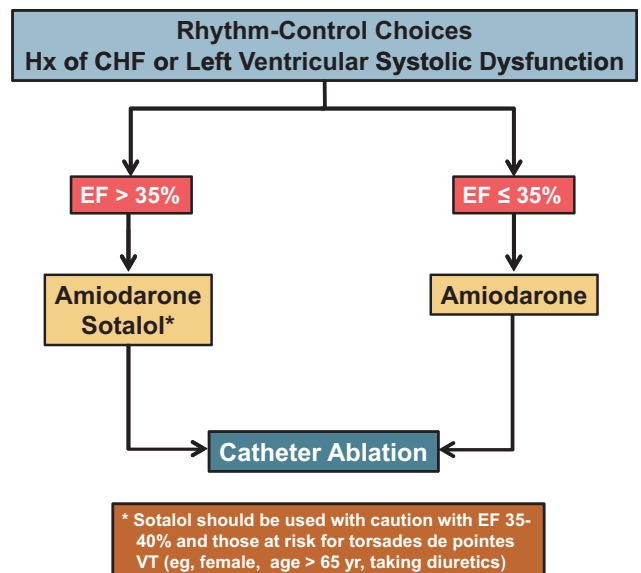 Rhythm-Control Choices
Hx of CHF or Left Ventricular Systolic Dysfunction
EF > 35%
EF ≤ 35%
Amiodarone
Sotalol*
Amiodarone
Catheter Ablation
* Sotalol should be used with caution with EF 35-
40% and those at risk for torsades de pointes
VT (eg, female, age > 65 yr, taking diuretics)